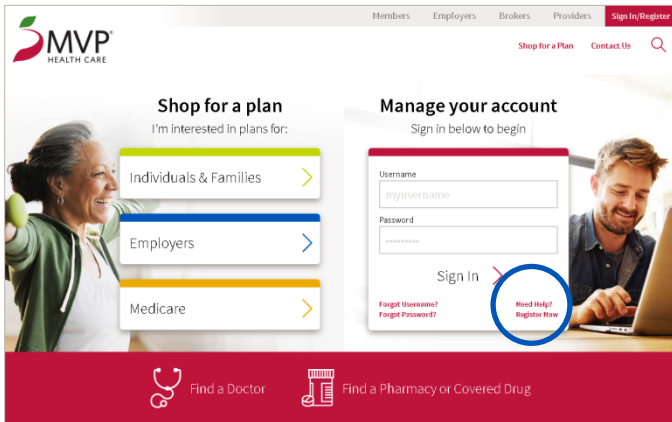 Members Employers Brokers Providers Sign In/Register
MVP®
HEALTH CARE
Shop for a Plan Contact Us
Shop for a plan
I'm interested in plans for:
Individuals & Families
Employers
Medicare
Manage your account
Sign in below to begin
Username
myusername
Password
Sign In
Forgot Username? Need Help?
Forgot Password? Register Now
Find a Doctor Find a Pharmacy or Covered Drug